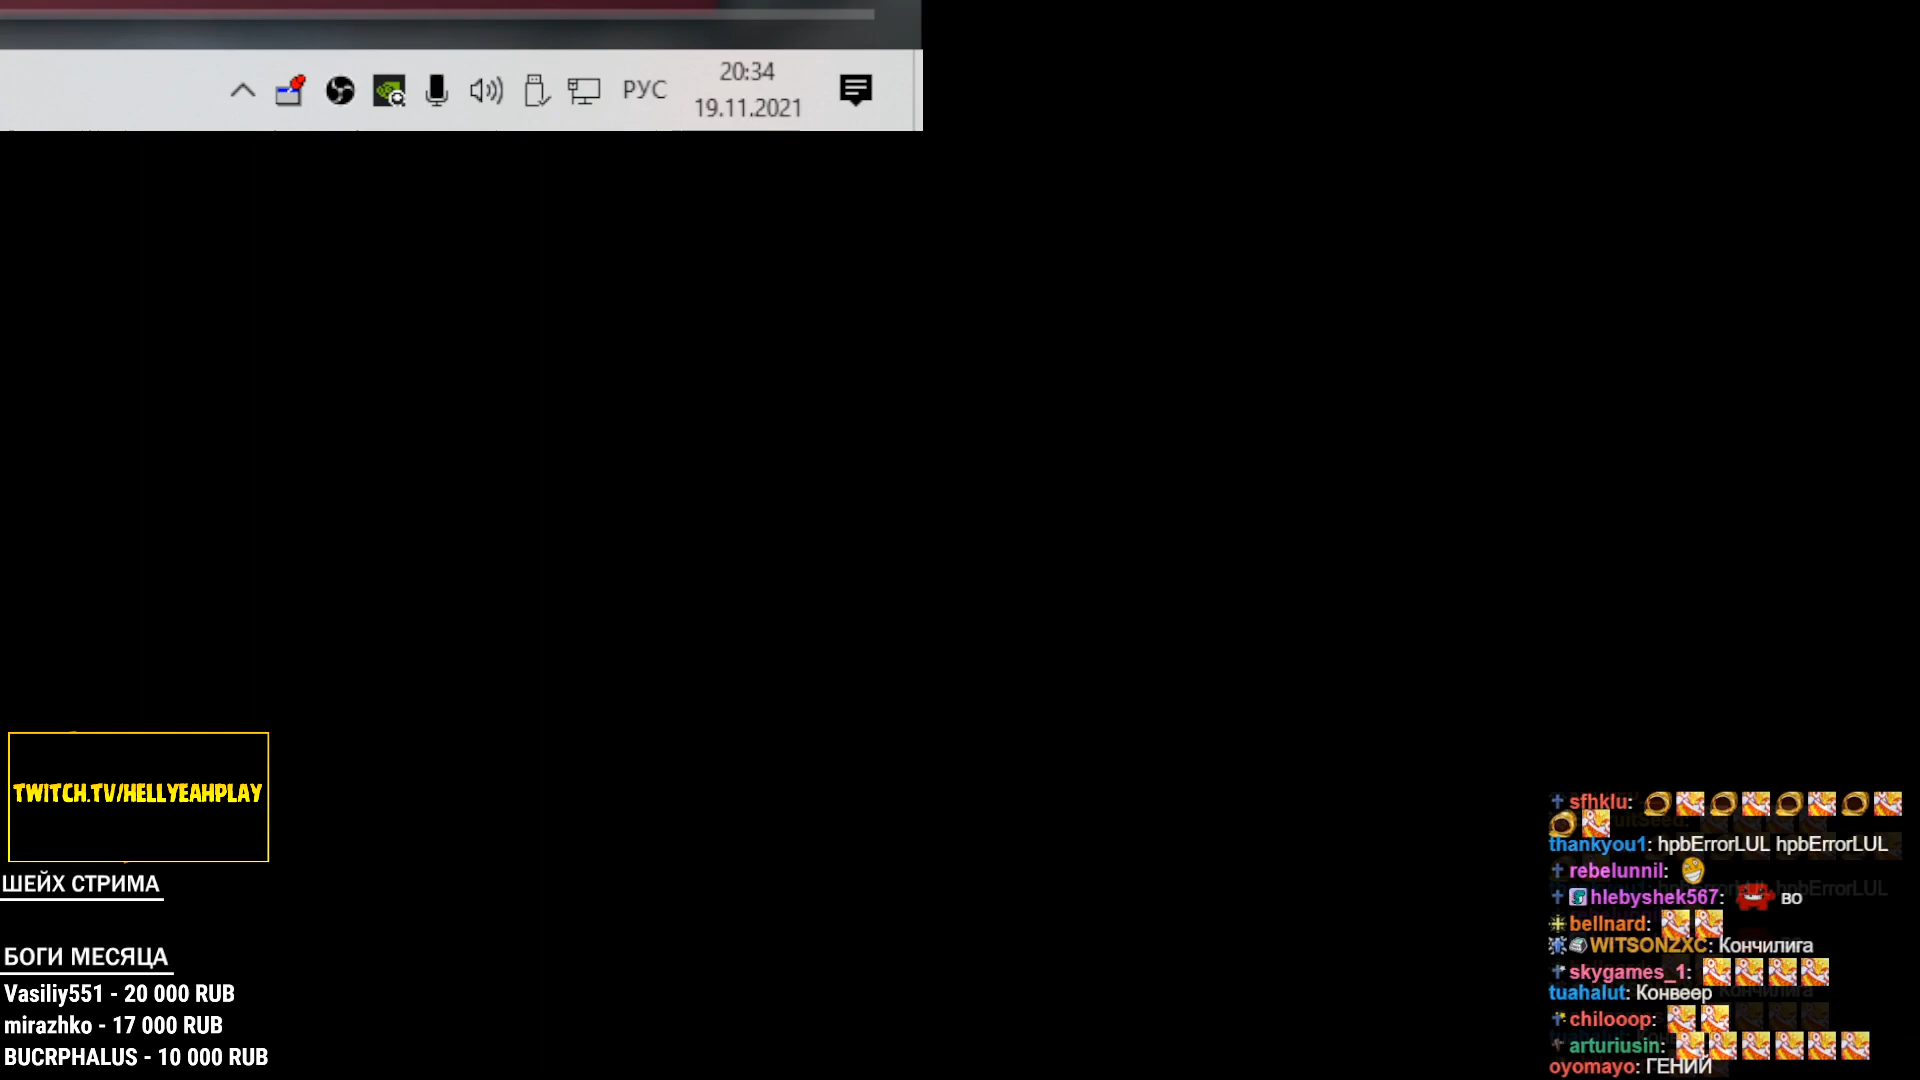 РУС
20:34
19.11.2021
TWITCH.TV/HELLYEAHPLAY
ШЕЙХ СТРИМА
БОГИ МЕСЯЦА
Vasiliy551 - 20 000 RUB
mirazhko - 17 000 RUB
BUCRPHALUS - 10 000 RUB
sfhklu:
thankyou1: hpbErrorLUL hpbErrorLUL
rebelunnil:
hlebyshek567: во
bellnard:
WITSONZXC: Кончилига
skygames_1:
tuahalut: Конвеер
chilooop:
arturiusin:
oyomayo: ГЕНИЙ